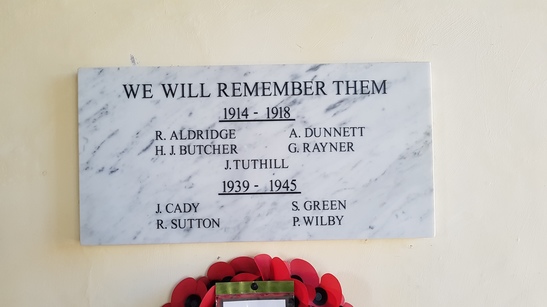 WE WILL REMEMBER THEM
1914 - 1918
R. ALDRIDGE A. DUNNETT
H. J. BUTCHER G. RAYNER
J. TUTHILL
1939 - 1945
J. CADY S. GREEN
R. SUTTON P. WILBY